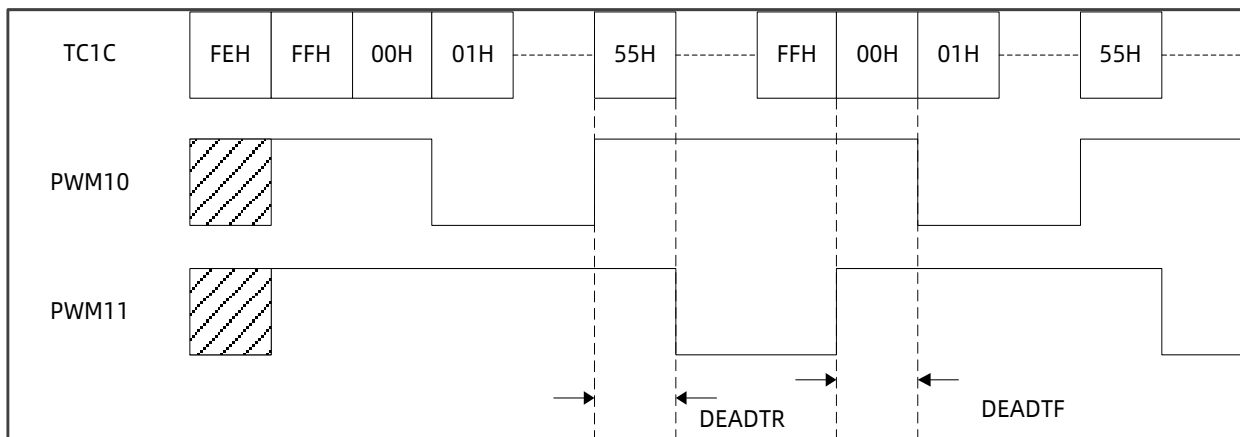 TC1C FEH FFH 00H 01H 55H FFH 00H 01H 55H
PWM10
PWM11
DEADTR DEADTF